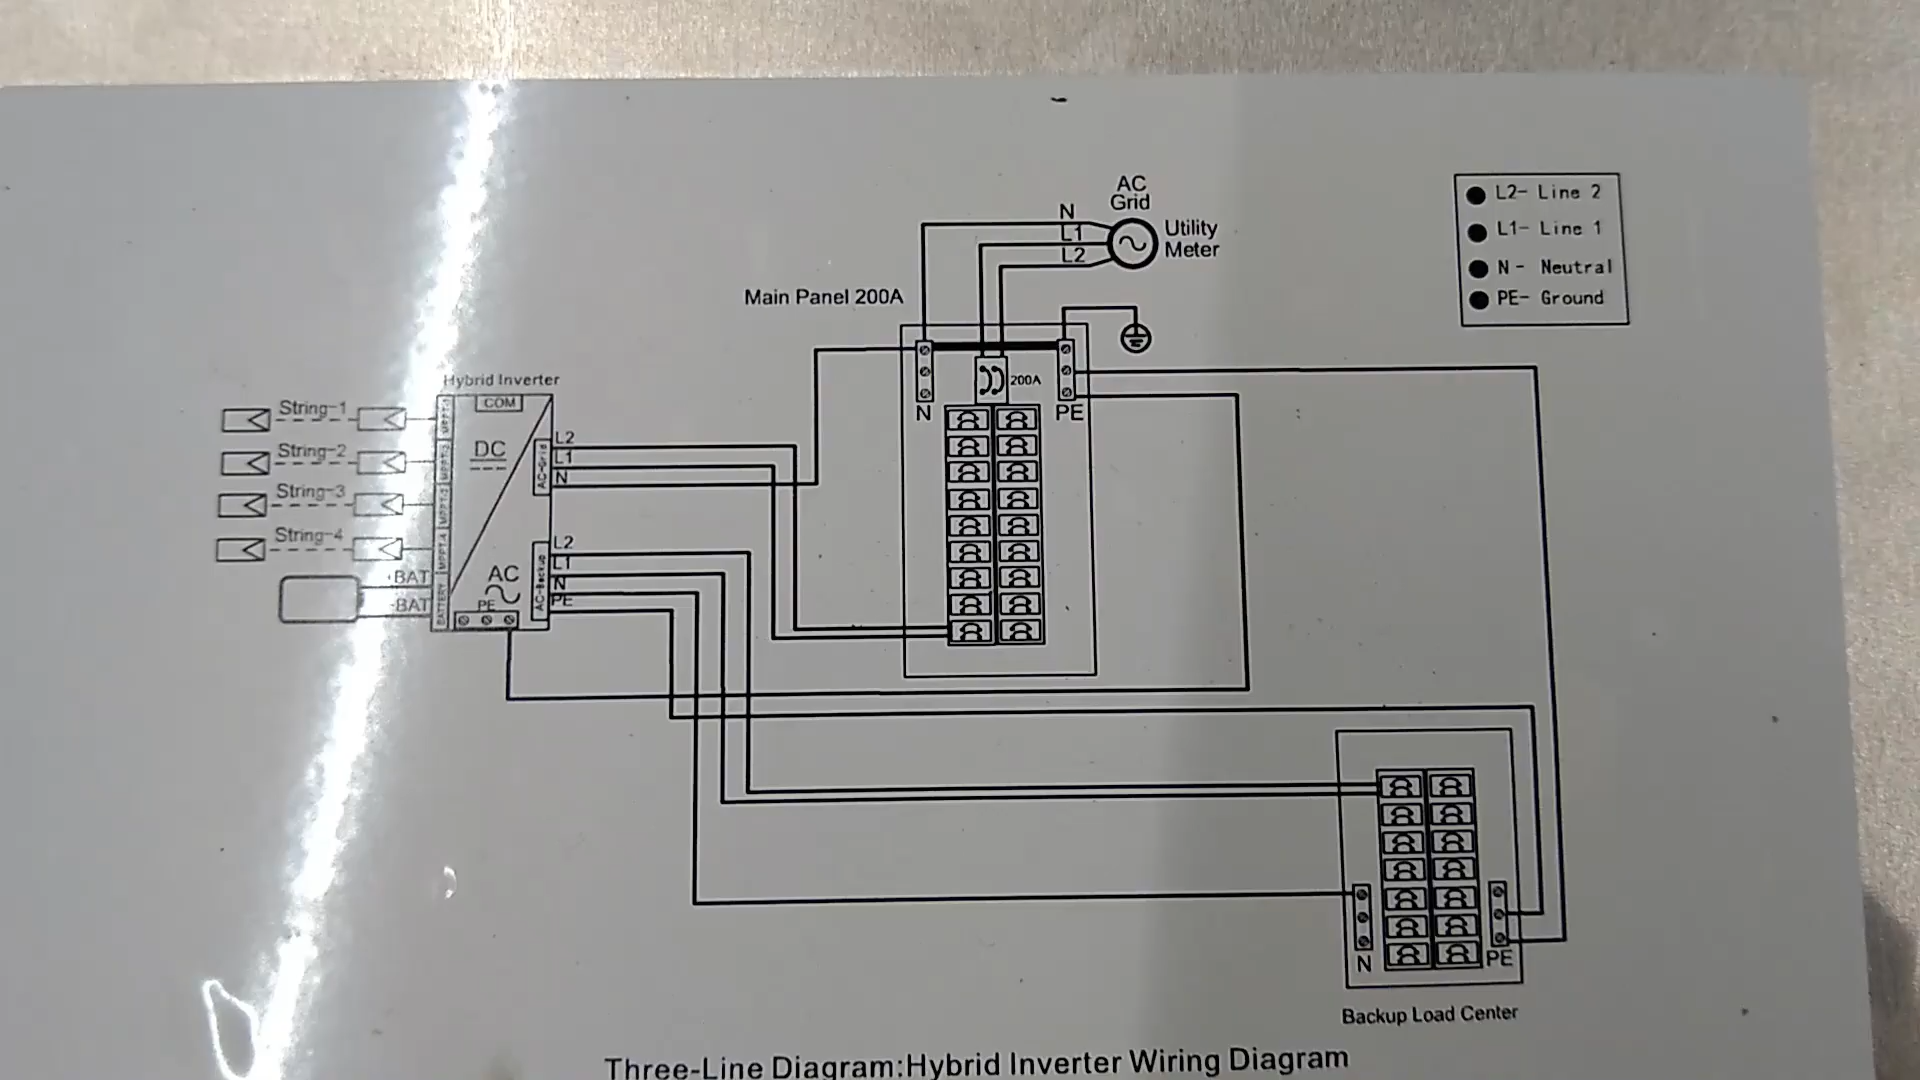 AC
Grid
N
L1
L2
Utility
Meter
L2- Line 2
L1- Line 1
N - Neutral
PE- Ground
Main Panel 200A
200A
N
PE
Hybrid Inverter
COM
DC
String-1
String-2
String-3
String-4
MPPT-4
BATTERY
+BAT
-BAT
AC
PE
AC-Grid
L2
L1
N
AC-Backup
L2
L1
N
PE
N
PE
Backup Load Center
Three-Line Diagram:Hybrid Inverter Wiring Diagram